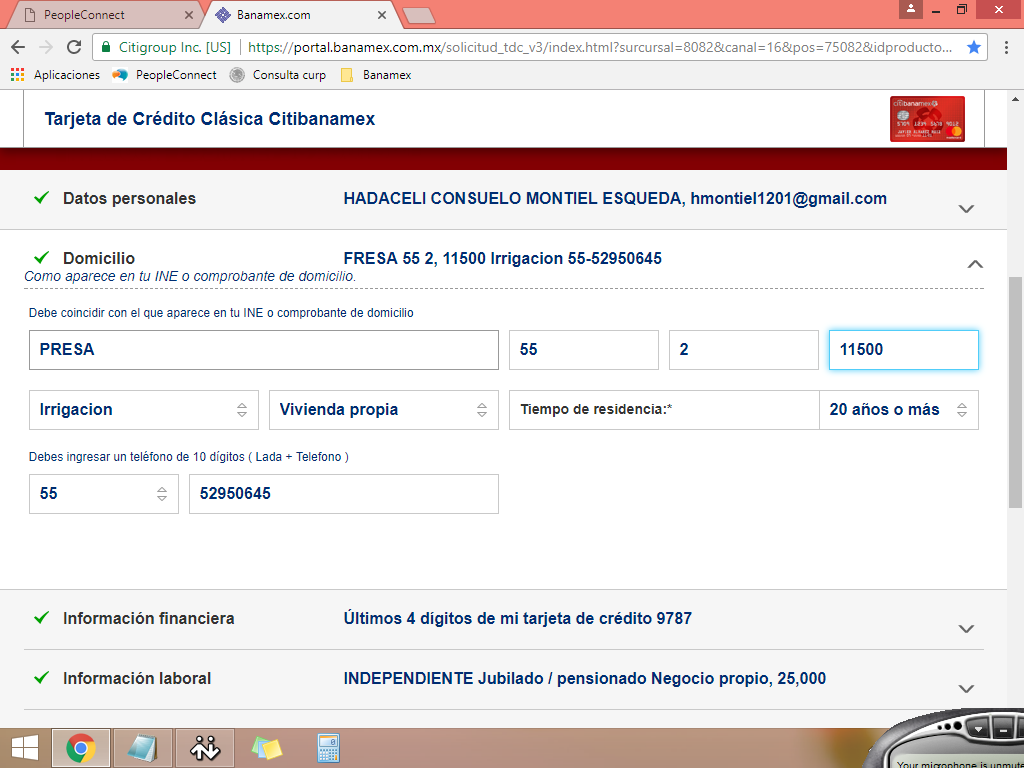 PeopleConnect
Banamex.com
Citigroup Inc. [US] https://portal.banamex.com.mx/solicitud_tdc_v3/index.html?surcursal=8082&canal=16&pos=75082&idproducto...
Aplicaciones PeopleConnect Consulta curp Banamex
Tarjeta de Crédito Clásica Citibanamex
citibanamex
Datos personales HADACELI CONSUELO MONTIEL ESQUEDA, hmontiel1201@gmail.com
Domicilio FRESA 55 2, 11500 Irrigacion 55-52950645
Como aparece en tu INE o comprobante de domicilio.
Debe coincidir con el que aparece en tu INE o comprobante de domicilio
PRESA 55 2 11500
Irrigacion Vivienda propia Tiempo de residencia:* 20 años o más
Debes ingresar un teléfono de 10 dígitos ( Lada + Telefono )
55 52950645
Información financiera Últimos 4 dígitos de mi tarjeta de crédito 9787
Información laboral INDEPENDIENTE Jubilado / pensionado Negocio propio, 25,000
Your microphone is unmute